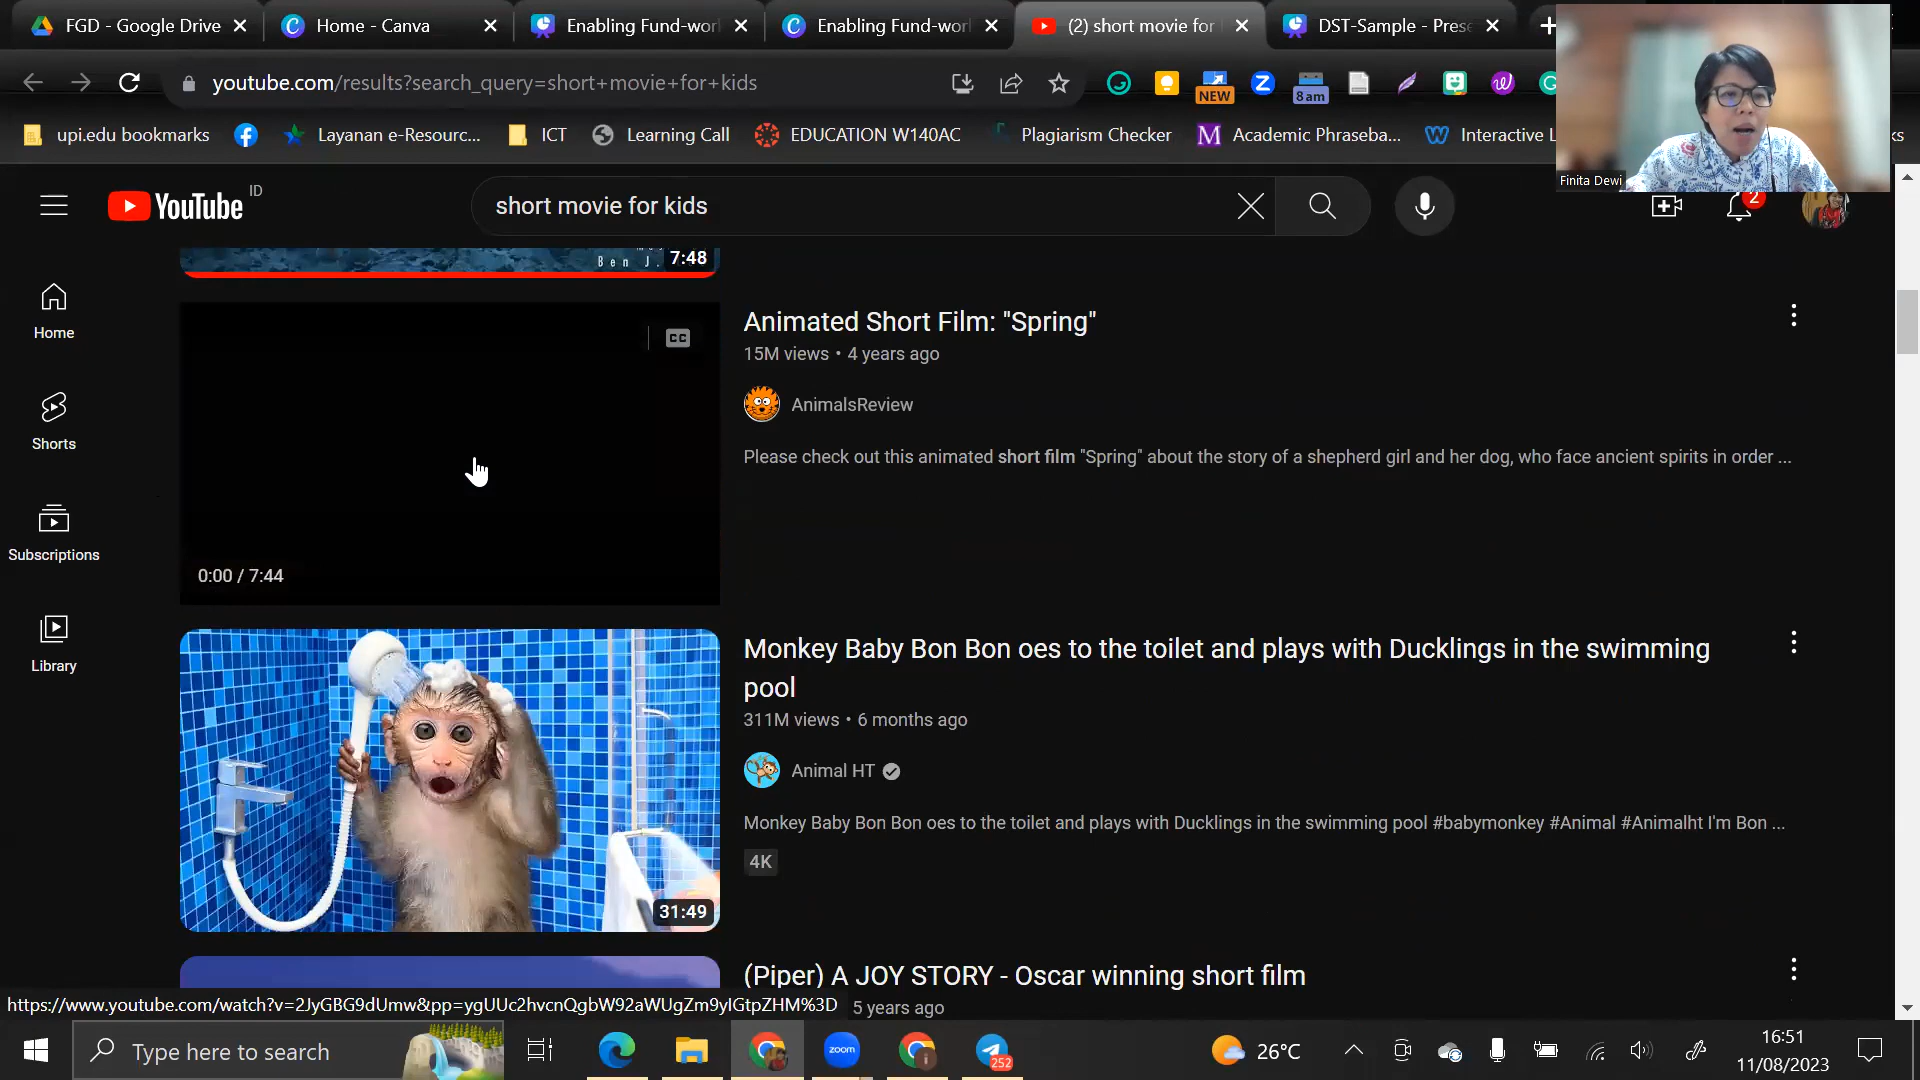 FGD - Google Drive
Home - Canva
Enabling Fund-wor
Enabling Fund-wor
(2) short movie for
DST-Sample - Pres
youtube.com/results?search_query=short+movie+for+kids
NEW
8am
upi.edu bookmarks
Layanan e-Resourc...
ICT
Learning Call
EDUCATION W140AC
Plagiarism Checker
Academic Phraseba...
Interactive L
ks
Finita Dewi
YouTube ID
short movie for kids
2
Home
Shorts
Subscriptions
Library
Ben J.
7:48
CC
0:00 / 7:44
Animated Short Film: "Spring"
15M views • 4 years ago
AnimalsReview
Please check out this animated short film "Spring" about the story of a shepherd girl and her dog, who face ancient spirits in order ...
31:49
Monkey Baby Bon Bon oes to the toilet and plays with Ducklings in the swimming
pool
311M views • 6 months ago
Animal HT
Monkey Baby Bon Bon oes to the toilet and plays with Ducklings in the swimming pool #babymonkey #Animal #Animalht I'm Bon ...
4K
(Piper) A JOY STORY - Oscar winning short film
5 years ago
https://www.youtube.com/watch?v=2JyGBG9dUmw&pp=ygUUc2hvcnQgbW92aWUgZm9yIGtpZHM%3D
Type here to search
zoom
252
26°C
16:51
11/08/2023